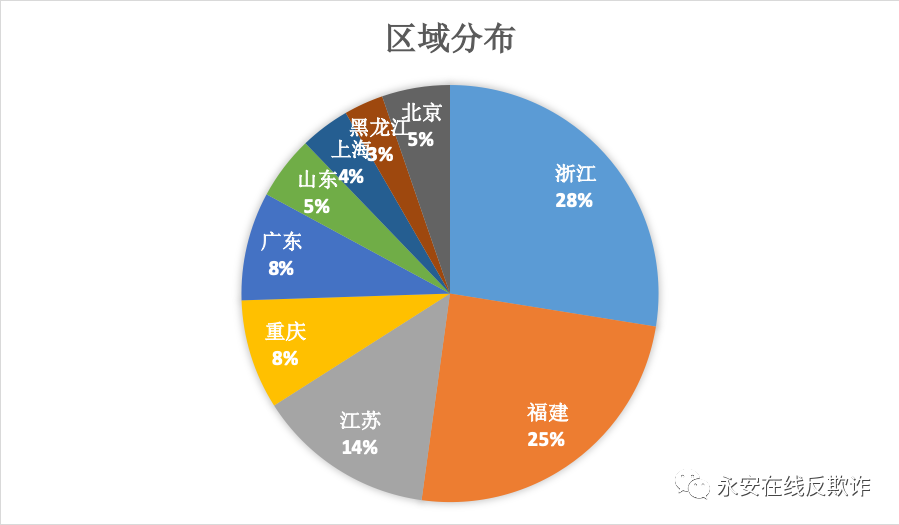 区域分布
浙江
28%
福建
25%
江苏
14%
重庆
8%
广东
8%
山东
5%
上海
4%
黑龙江
3%
北京
5%
永安在线反欺诈